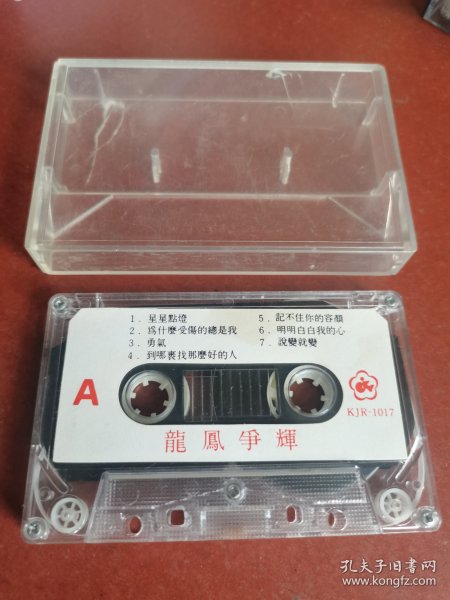 1．星星點燈
2．爲什麼受傷的總是我
3．勇氣
4．到哪裏找那麼好的人
5．記不住你的容顏
6．明明白白我的心
7．說變就變
A
KJR-1017
龍鳳爭輝
孔夫子旧书网
www.kongfz.com